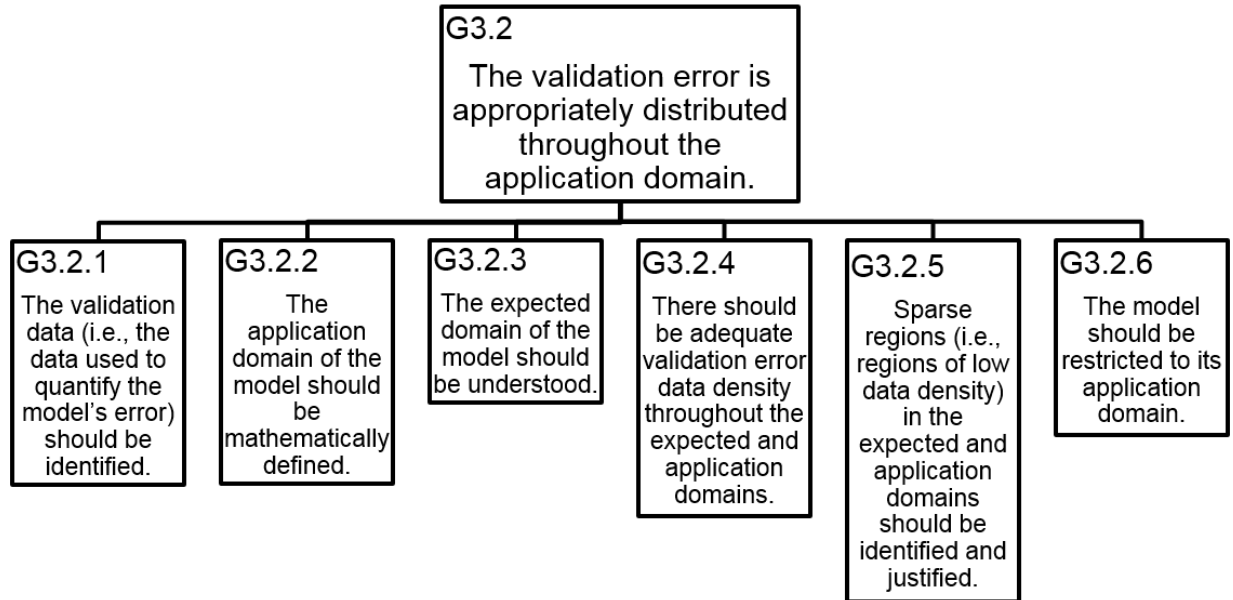 G3.2
The validation error is
appropriately distributed
throughout the
application domain.
G3.2.1
The validation
data (i.e., the
data used to
quantify the
model's error)
should be
identified.
G3.2.2
The
application
domain of the
model should
be
mathematically
defined.
G3.2.3
The expected
domain of the
model should
be understood.
G3.2.4
There should
be adequate
validation error
data density
throughout the
expected and
application
domains.
G3.2.5
Sparse
regions (i.e.,
regions of low
data density)
in the
expected and
application
domains
should be
identified and
justified.
G3.2.6
The model
should be
restricted to its
application
domain.